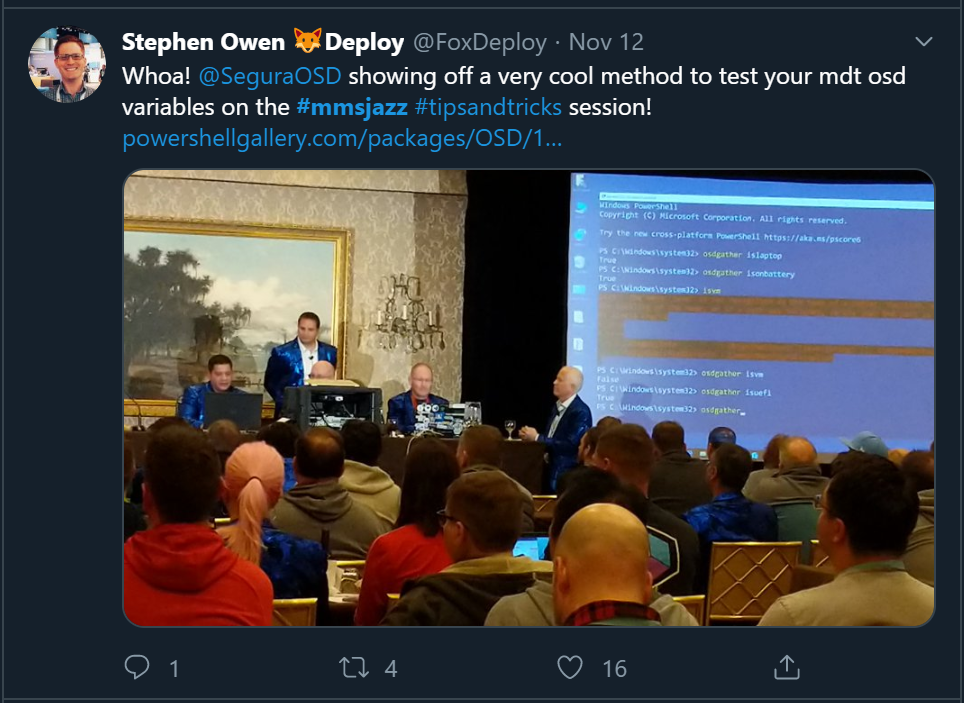 Stephen Owen 🦊Deploy @FoxDeploy · Nov 12
Whoa! @SeguraOSD showing off a very cool method to test your mdt osd
variables on the #mmsjazz #tipsandtricks session!
powershellgallery.com/packages/OSD/1...
Windows PowerShell
Copyright (C) Microsoft Corporation. All rights reserved.
Try the new cross-platform PowerShell https://aka.ms/pscore6
PS C:\Windows\system32> osdgather islaptop
True
PS C:\Windows\system32> osdgather isonbattery
True
PS C:\Windows\system32> isvm
PS C:\Windows\system32> osdgather isvm
False
PS C:\Windows\system32> osdgather isuefi
True
PS C:\Windows\system32> osdgather_
1
4
16